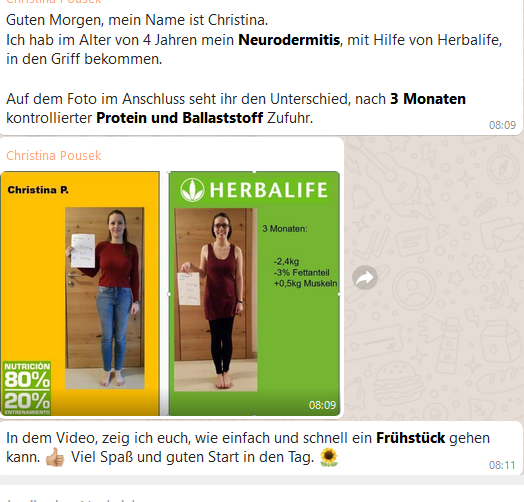 Christina Pousek
Guten Morgen, mein Name ist Christina.
Ich hab im Alter von 4 Jahren mein Neurodermitis, mit Hilfe von Herbalife,
in den Griff bekommen.
Auf dem Foto im Anschluss seht ihr den Unterschied, nach 3 Monaten
kontrollierter Protein und Ballaststoff Zufuhr.
08:09
Christina Pousek
Christina P.
HERBALIFE
3 Monaten:
-2,4kg
-3% Fettanteil
+0,5kg Muskeln
NUTRICIÓN
80%
20%
ENTRENAMIENTO
08:09
In dem Video, zeig ich euch, wie einfach und schnell ein Frühstück gehen
kann. 👍🏼 Viel Spaß und guten Start in den Tag. 🌻
08:11